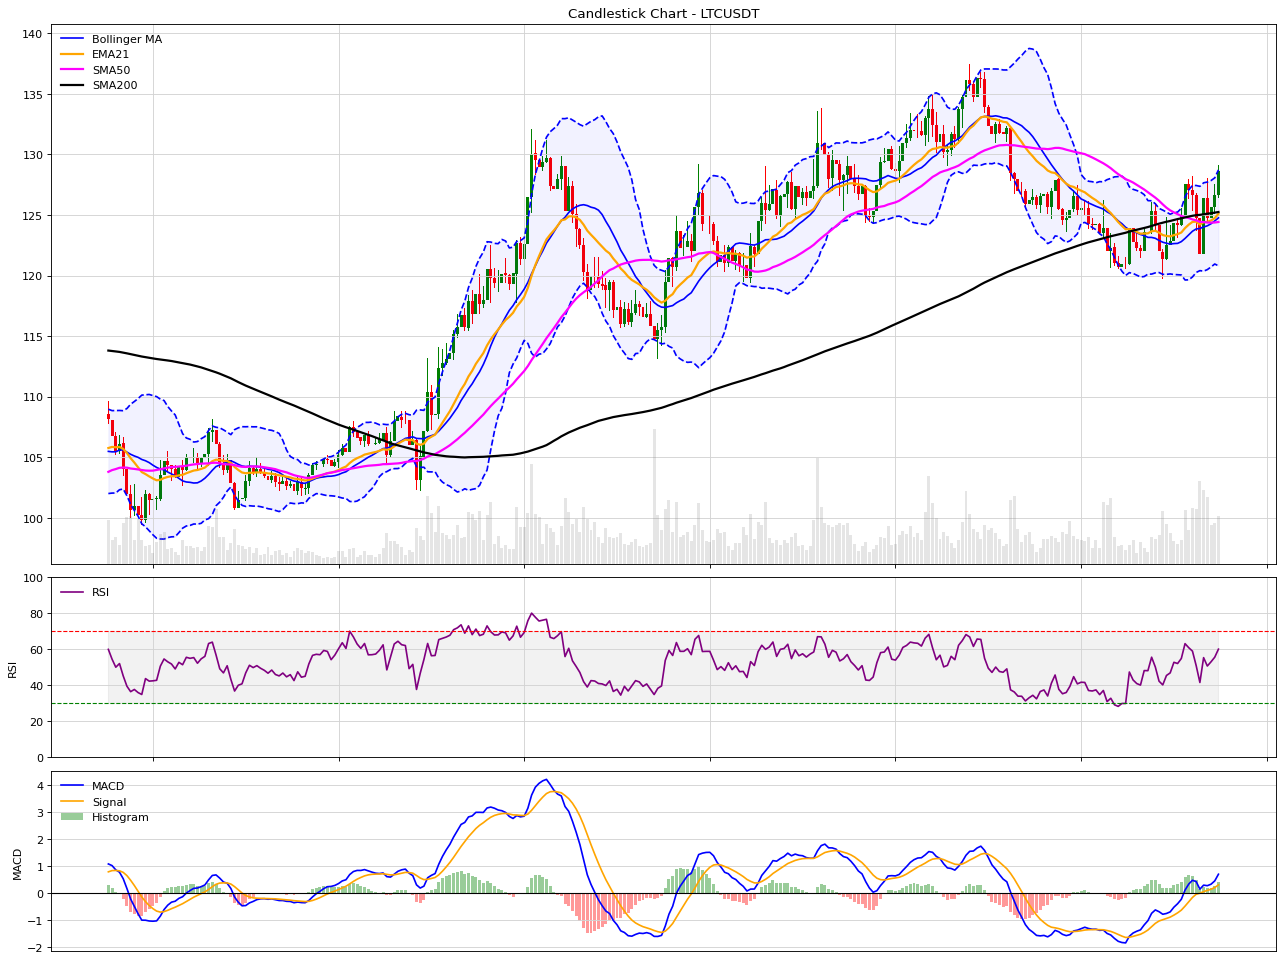 Candlestick Chart - LTCUSDT
140
135
130
125
120
115
110
105
100
Bollinger MA
EMA21
SMA50
SMA200
100
80
60
40
20
0
RSI
RSI
4
3
2
1
0
−1
−2
MACD
MACD
Signal
Histogram